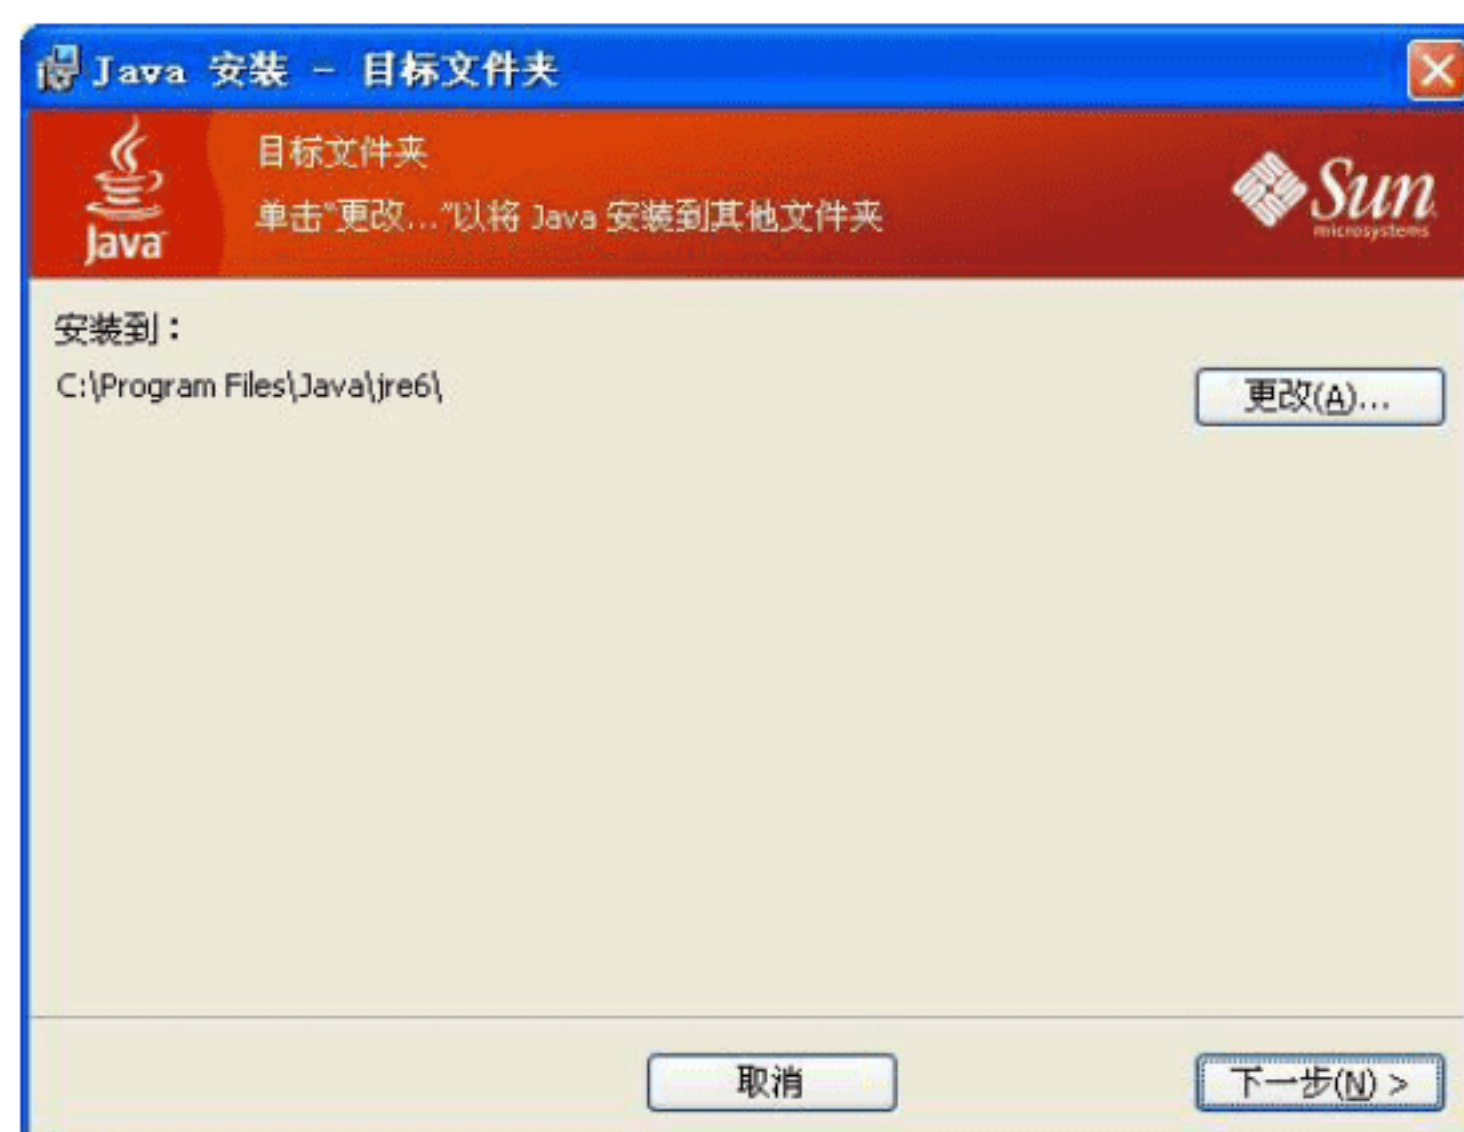 Java 安装 - 目标文件夹
目标文件夹
单击"更改..."以将 Java 安装到其他文件夹
Java
Sun
microsystems
安装到：
C:\Program Files\Java\jre6\
更改(A)...
取消
下一步(N) >